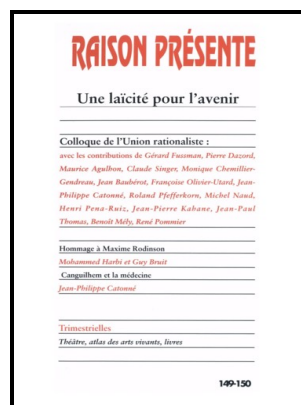 RAISON PRÉSENTE
Une laïcité pour l'avenir
Colloque de l'Union rationaliste :
avec les contributions de Gérard Fussman, Pierre Dazord,
Maurice Agulhon, Claude Singer, Monique Chemillier-
Gendreau, Jean Baubérot, Françoise Olivier-Utard, Jean-
Philippe Catonné, Roland Pfefferkorn, Michel Naud,
Henri Pena-Ruiz, Jean-Pierre Kahane, Jean-Paul
Thomas, Benoît Mély, René Pommier
Hommage à Maxime Rodinson
Mohammed Harbi et Guy Bruit
Canguilhem et la médecine
Jean-Philippe Catonné
Trimestrielles
Théâtre, atlas des arts vivants, livres
149-150